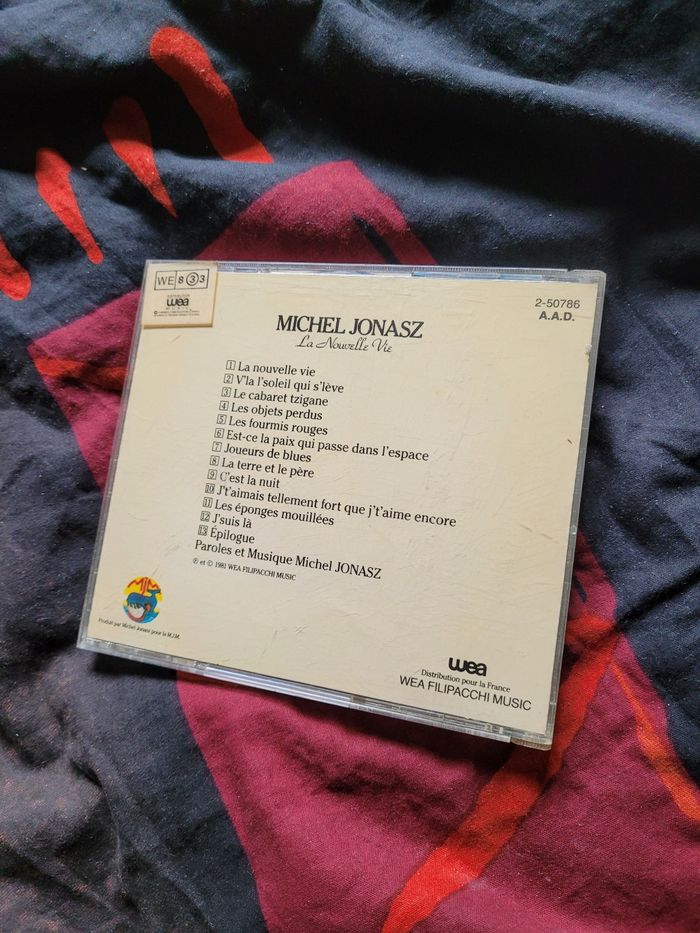 WE 8 3 3
DISTRIBUTION
wea
MUSIC
2-50786
A.A.D.
MICHEL JONASZ
La Nouvelle Vie
1 La nouvelle vie
2 V'la l'soleil qui s'lève
3 Le cabaret tzigane
4 Les objets perdus
5 Les fourmis rouges
6 Est-ce la paix qui passe dans l'espace
7 Joueurs de blues
8 La terre et le père
9 C'est la nuit
10 J't'aimais tellement fort que j't'aime encore
11 Les éponges mouillées
12 J'suis là
13 Épilogue
Paroles et Musique Michel JONASZ
℗ et © 1981 WEA FILIPACCHI MUSIC
MJM
Produit par Michel Jonasz pour la M.J.M.
wea
Distribution pour la France
WEA FILIPACCHI MUSIC